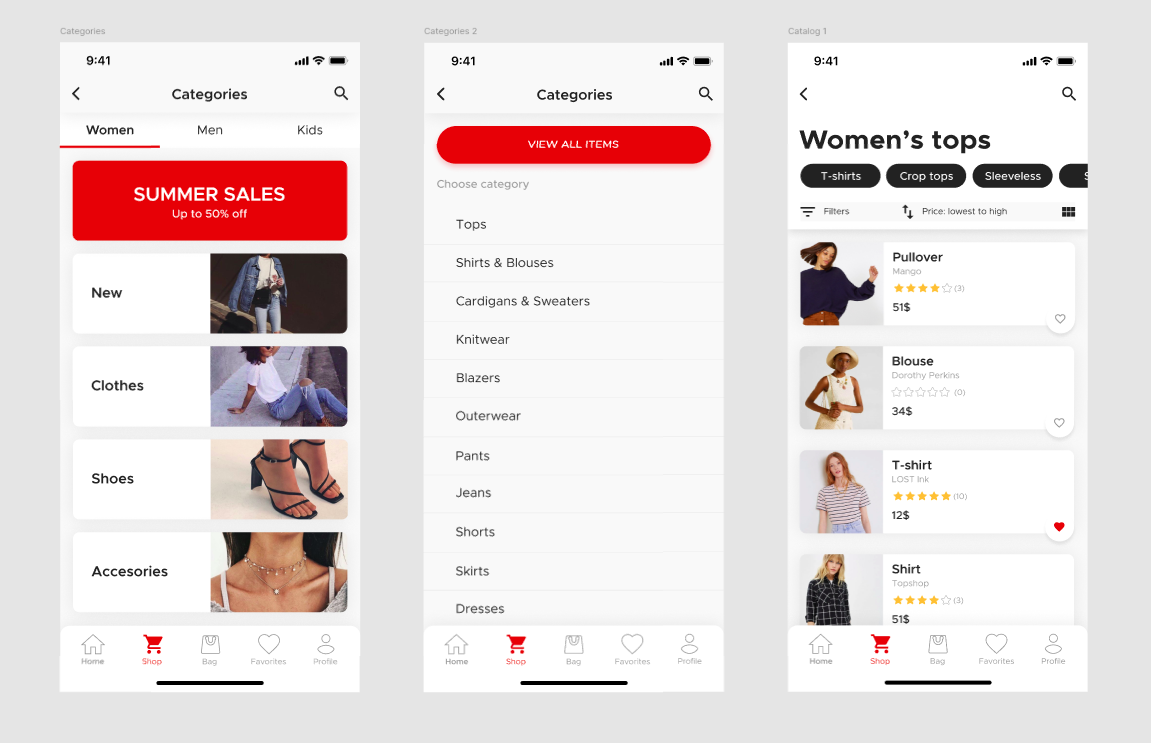 Categories
9:41
Categories
Women Men Kids
SUMMER SALES
Up to 50% off
New
Clothes
Shoes
Accesories
Home Shop Bag Favorites Profile
Categories 2
9:41
Categories
VIEW ALL ITEMS
Choose category
Tops
Shirts & Blouses
Cardigans & Sweaters
Knitwear
Blazers
Outerwear
Pants
Jeans
Shorts
Skirts
Dresses
Home Shop Bag Favorites Profile
Catalog 1
9:41
Women's tops
T-shirts Crop tops Sleeveless S
Filters Price: lowest to high
Pullover
Mango
(3)
51$
Blouse
Dorothy Perkins
(0)
34$
T-shirt
LOST Ink
(10)
12$
Shirt
Topshop
(3)
51$
Home Shop Bag Favorites Profile